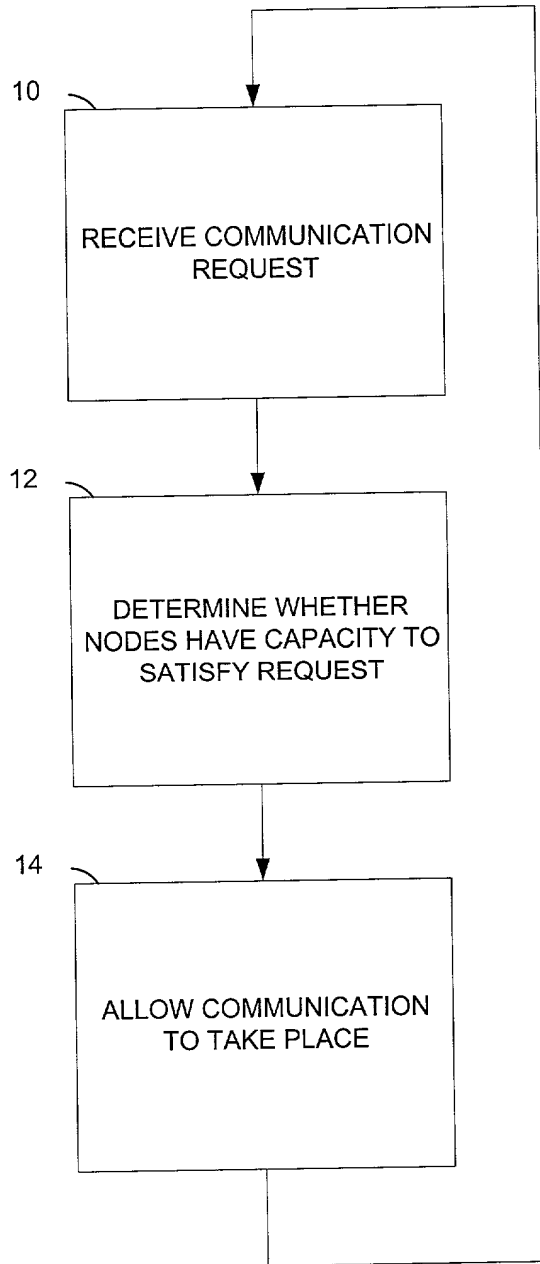 10
RECEIVE COMMUNICATION
REQUEST
12
DETERMINE WHETHER
NODES HAVE CAPACITY TO
SATISFY REQUEST
14
ALLOW COMMUNICATION
TO TAKE PLACE